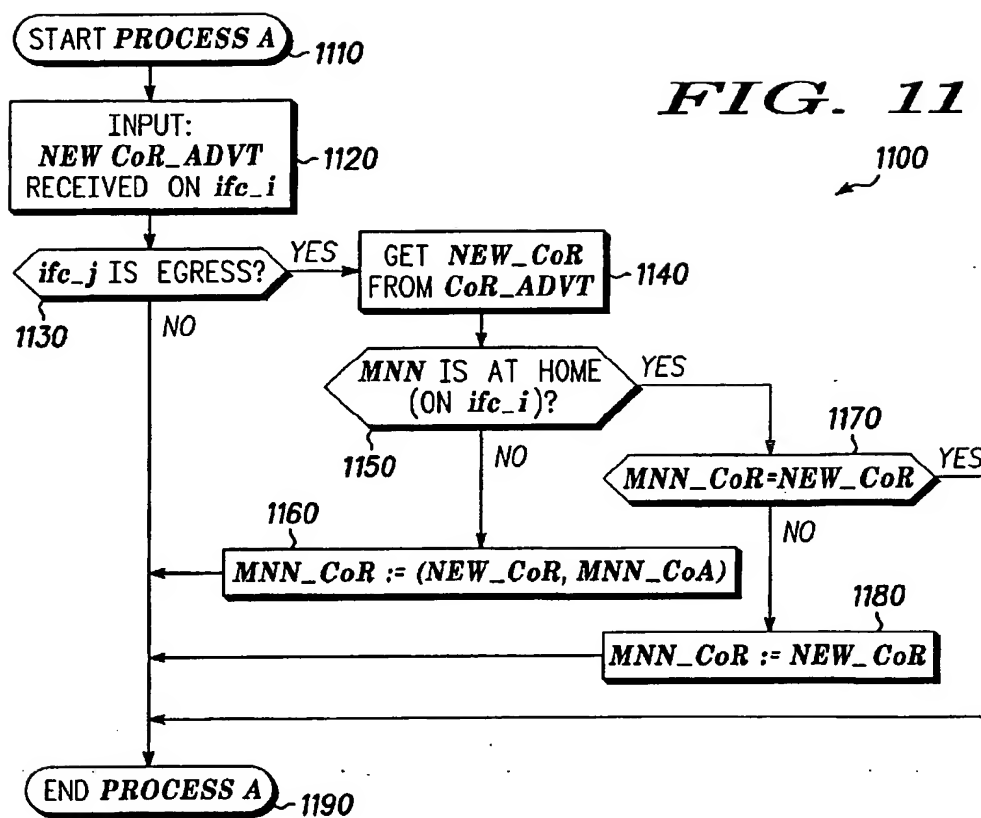 START PROCESS A
1110
FIG. 11
INPUT:
NEW CoR_ADVT
RECEIVED ON ifc_i
1120
1100
ifc_j IS EGRESS?
YES
1130
NO
GET NEW_CoR
FROM CoR_ADVT
1140
MNN IS AT HOME
(ON ifc_i)?
YES
1150
NO
1170
MNN_CoR=NEW_CoR
YES
NO
1160
MNN_CoR := (NEW_CoR, MNN_CoA)
1180
MNN_CoR := NEW_CoR
END PROCESS A
1190